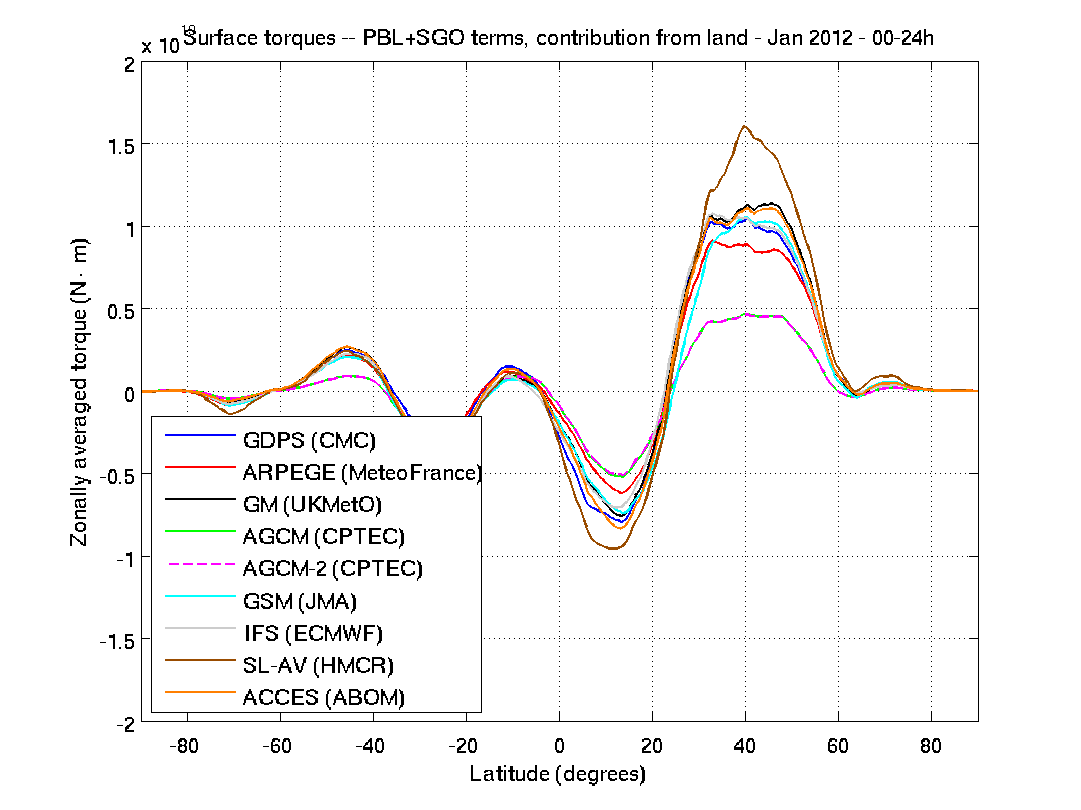 x 10
Surface torques -- PBL+SGO terms, contribution from land - Jan 2012 - 00-24h
2
1.5
1
0.5
0
-0.5
-1
-1.5
-2
Zonally averaged torque (N · m)
GDPS (CMC)
ARPEGE (MeteoFrance)
GM (UKMetO)
AGCM (CPTEC)
AGCM-2 (CPTEC)
GSM (JMA)
IFS (ECMWF)
SL-AV (HMCR)
ACCES (ABOM)
-80 -60 -40 -20 0 20 40 60 80
Latitude (degrees)